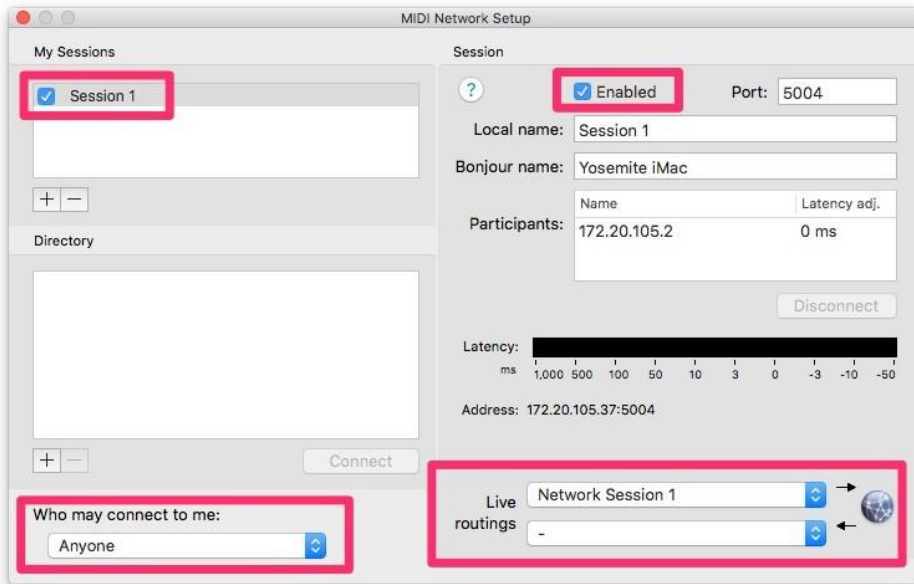 MIDI Network Setup
My Sessions
Session 1
+ −
Directory
+ −
Connect
Who may connect to me:
Anyone
Session
?
Enabled
Port: 5004
Local name: Session 1
Bonjour name: Yosemite iMac
Participants:
Name Latency adj.
172.20.105.2 0 ms
Disconnect
Latency:
ms
1,000 500 100 50 10 3 0 -3 -10 -50
Address: 172.20.105.37:5004
Live
routings
Network Session 1
-